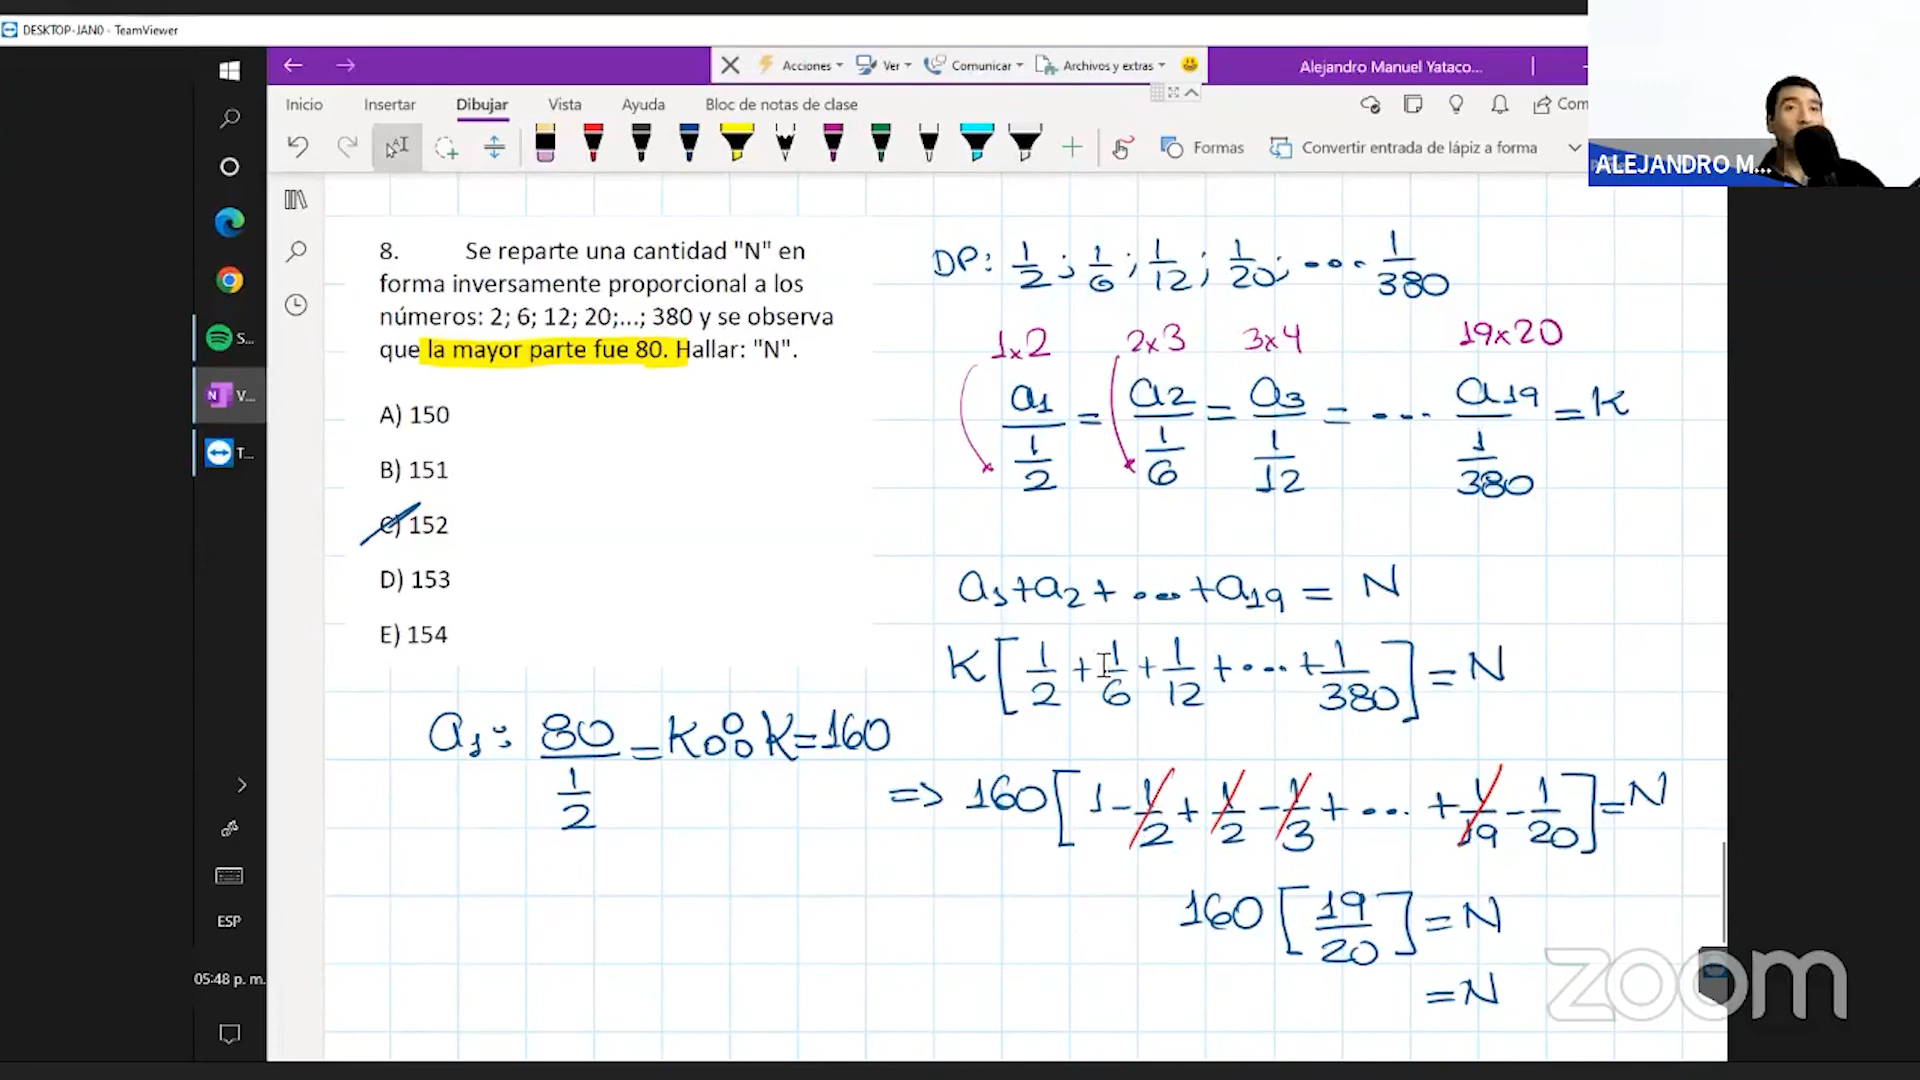 DESKTOP-JAN0 - TeamViewer
Acciones
Ver
Comunicar
Archivos y extras
Alejandro Manuel Yataco...
Inicio
Insertar
Dibujar
Vista
Ayuda
Bloc de notas de clase
Com
Formas
Convertir entrada de lápiz a forma
ALEJANDRO M...
S...
V...
T...
ESP
05:48 p. m.
8. Se reparte una cantidad "N" en
forma inversamente proporcional a los
números: 2; 6; 12; 20;...; 380 y se observa
que la mayor parte fue 80. Hallar: "N".
A) 150
B) 151
C) 152
D) 153
E) 154
a₁: 80/(1/2) = K ∴ K=160
DP: 1/2; 1/6; 1/12; 1/20; ... 1/380
1x2 2x3 3x4 19x20
a₁/(1/2) = a₂/(1/6) = a₃/(1/12) = ... a₁₉/(1/380) = K
a₁+a₂+...+a₁₉ = N
K[1/2 + 1/6 + 1/12 + ... + 1/380] = N
=> 160[1 - 1/2 + 1/2 - 1/3 + ... + 1/19 - 1/20] = N
160[19/20] = N
= N
zoom